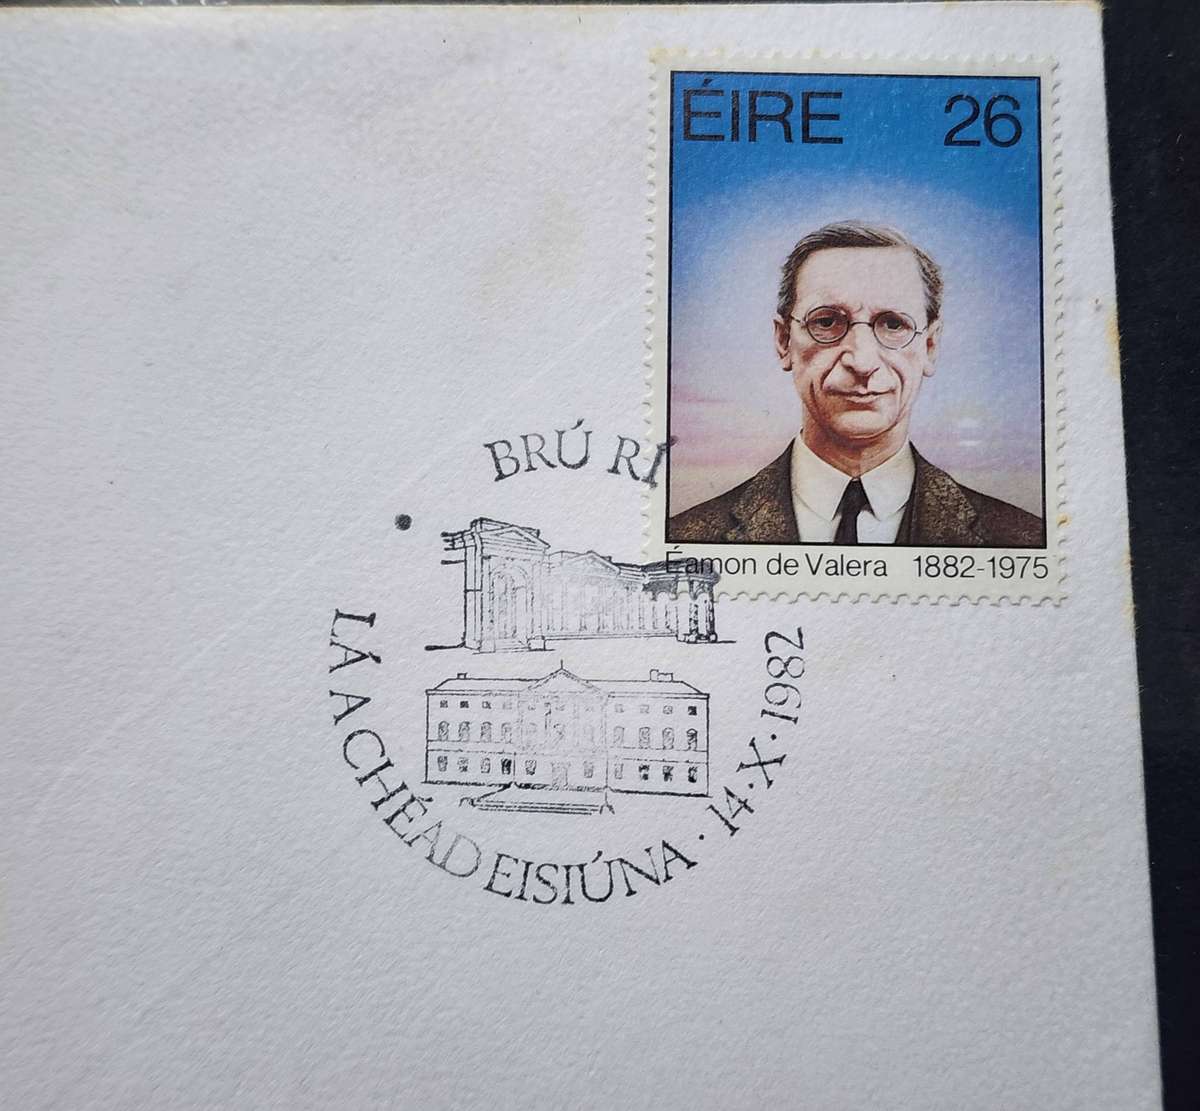 ÉIRE 26
Éamon de Valera 1882-1975
BRÚ RÍ
LÁ A CHÉAD EISIÚNA · 14·X·1982